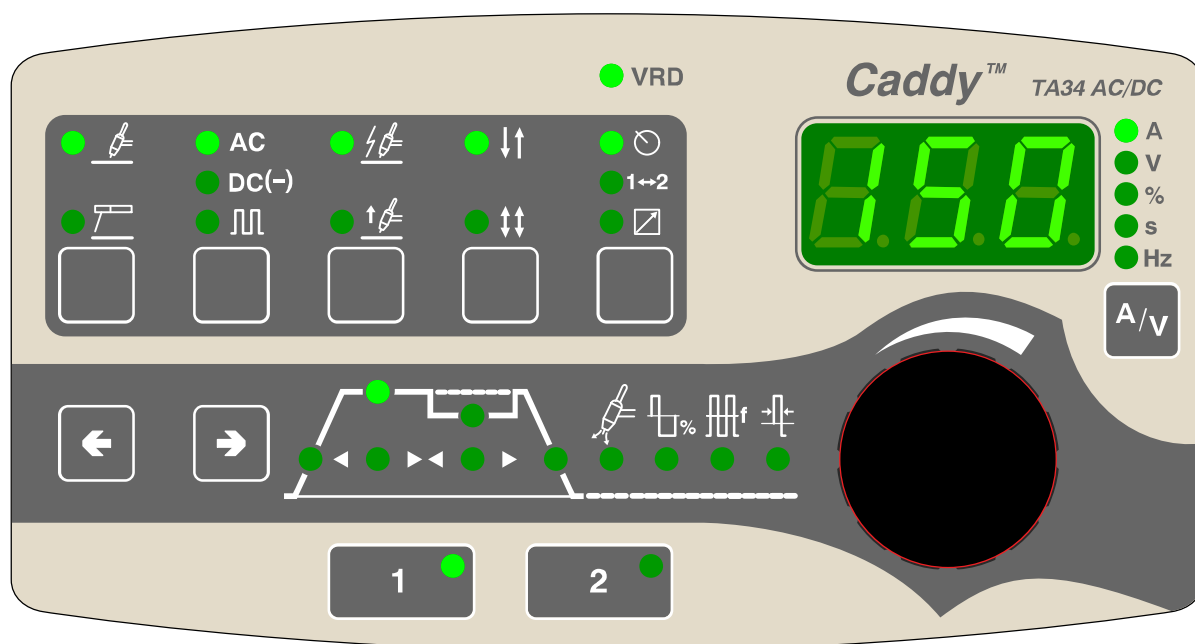 VRD
Caddy™ TA34 AC/DC
AC
DC(-)
1↔2
150
A
V
%
s
Hz
A/V
%
f
1
2